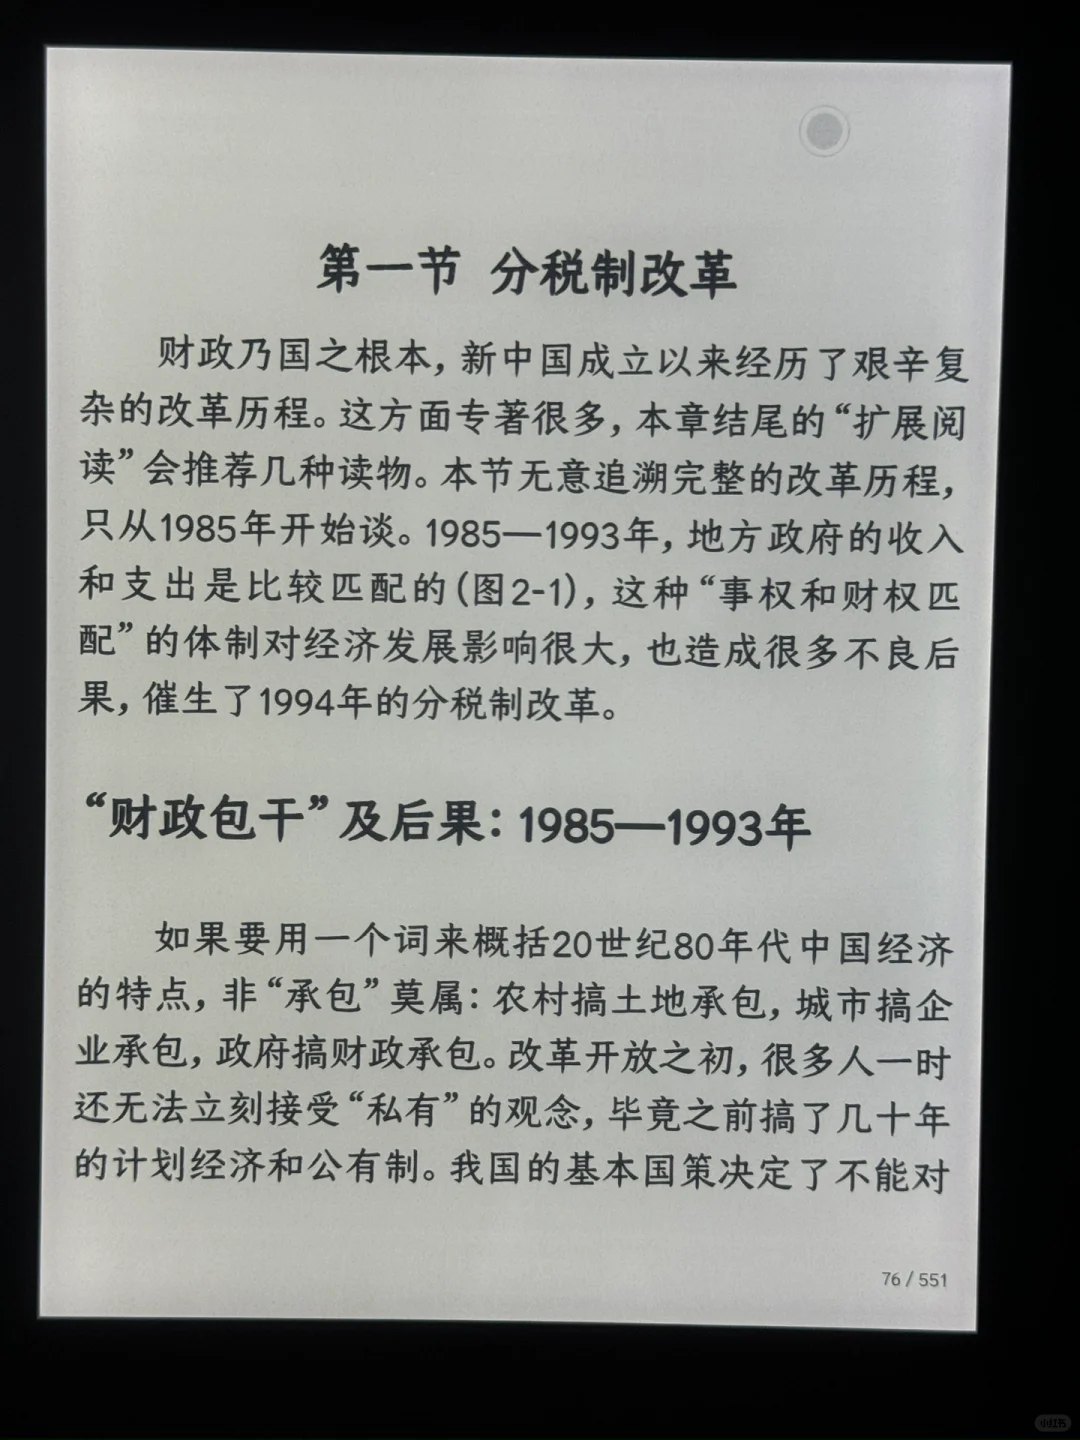 第一节 分税制改革
财政乃国之根本，新中国成立以来经历了艰辛复
杂的改革历程。这方面专著很多，本章结尾的“扩展阅
读”会推荐几种读物。本节无意追溯完整的改革历程，
只从1985年开始谈。1985—1993年，地方政府的收入
和支出是比较匹配的（图2-1），这种“事权和财权匹
配”的体制对经济发展影响很大，也造成很多不良后
果，催生了1994年的分税制改革。
“财政包干”及后果：1985—1993年
如果要用一个词来概括20世纪80年代中国经济
的特点，非“承包”莫属：农村搞土地承包，城市搞企
业承包，政府搞财政承包。改革开放之初，很多人一时
还无法立刻接受“私有”的观念，毕竟之前搞了几十年
的计划经济和公有制。我国的基本国策决定了不能对
76 / 551
小红书